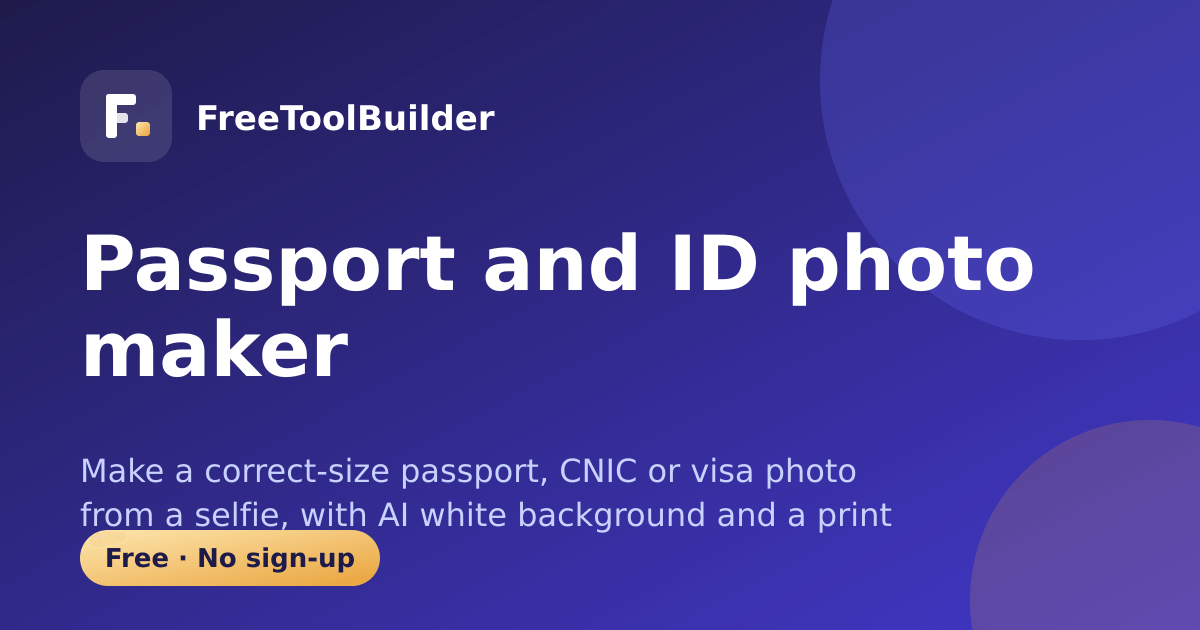 FreeToolBuilder
Passport and ID photo
maker
Make a correct-size passport, CNIC or visa photo
from a selfie, with AI white background and a print
Free · No sign-up